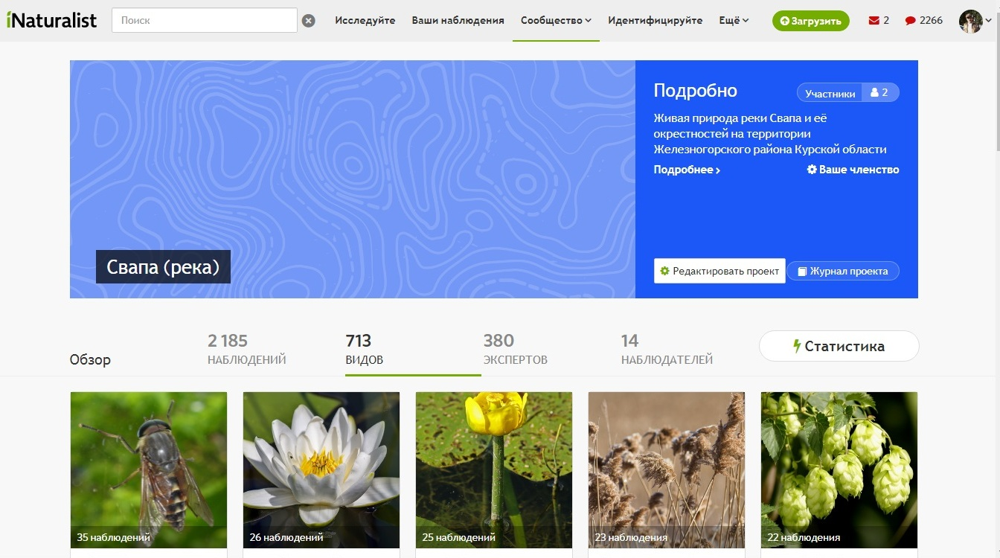 iNaturalist
Поиск
Исследуйте
Ваши наблюдения
Сообщество
Идентифицируйте
Ещё
Загрузить
2
2266
Подробно
Участники
2
Живая природа реки Свапа и её
окрестностей на территории
Железногорского района Курской области
Подробнее
Ваше членство
Свапа (река)
Редактировать проект
Журнал проекта
Обзор
2 185
НАБЛЮДЕНИЙ
713
ВИДОВ
380
ЭКСПЕРТОВ
14
НАБЛЮДАТЕЛЕЙ
Статистика
35 наблюдений
26 наблюдений
25 наблюдений
23 наблюдения
22 наблюдения